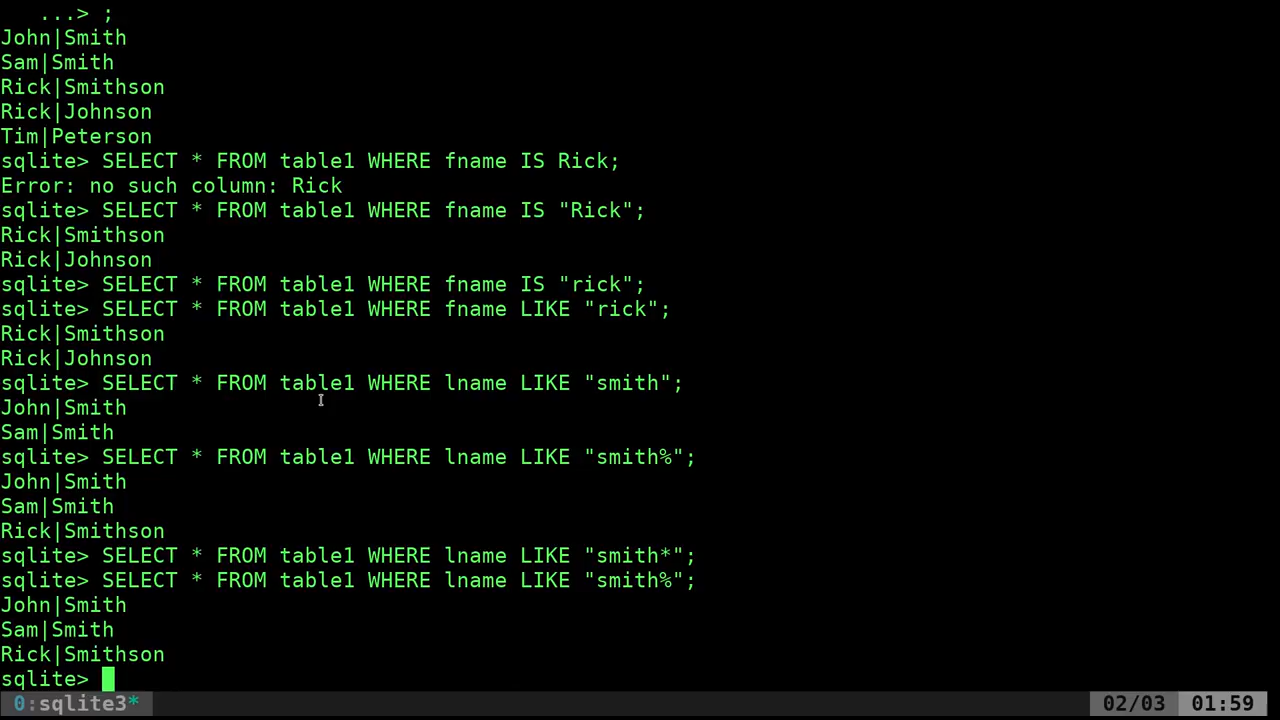 ...> ;
John|Smith
Sam|Smith
Rick|Smithson
Rick|Johnson
Tim|Peterson
sqlite> SELECT * FROM table1 WHERE fname IS Rick;
Error: no such column: Rick
sqlite> SELECT * FROM table1 WHERE fname IS "Rick";
Rick|Smithson
Rick|Johnson
sqlite> SELECT * FROM table1 WHERE fname IS "rick";
sqlite> SELECT * FROM table1 WHERE fname LIKE "rick";
Rick|Smithson
Rick|Johnson
sqlite> SELECT * FROM table1 WHERE lname LIKE "smith";
John|Smith
Sam|Smith
sqlite> SELECT * FROM table1 WHERE lname LIKE "smith%";
John|Smith
Sam|Smith
Rick|Smithson
sqlite> SELECT * FROM table1 WHERE lname LIKE "smith*";
sqlite> SELECT * FROM table1 WHERE lname LIKE "smith%";
John|Smith
Sam|Smith
Rick|Smithson
sqlite>
0:sqlite3* 02/03 01:59